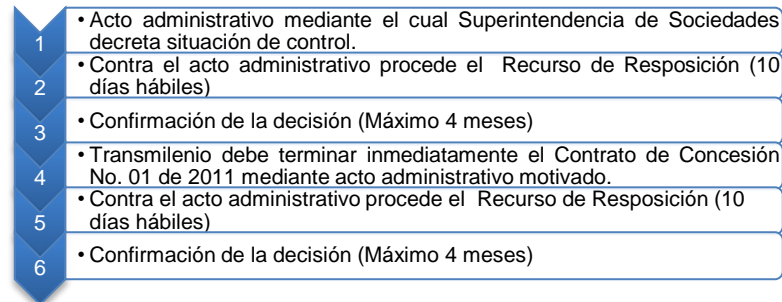 1
• Acto administrativo mediante el cual Superintendencia de Sociedades
decreta situación de control.
2
• Contra el acto administrativo procede el Recurso de Resposición (10
días hábiles)
3
• Confirmación de la decisión (Máximo 4 meses)
4
• Transmilenio debe terminar inmediatamente el Contrato de Concesión
No. 01 de 2011 mediante acto administrativo motivado.
5
• Contra el acto administrativo procede el Recurso de Resposición (10
días hábiles)
6
• Confirmación de la decisión (Máximo 4 meses)